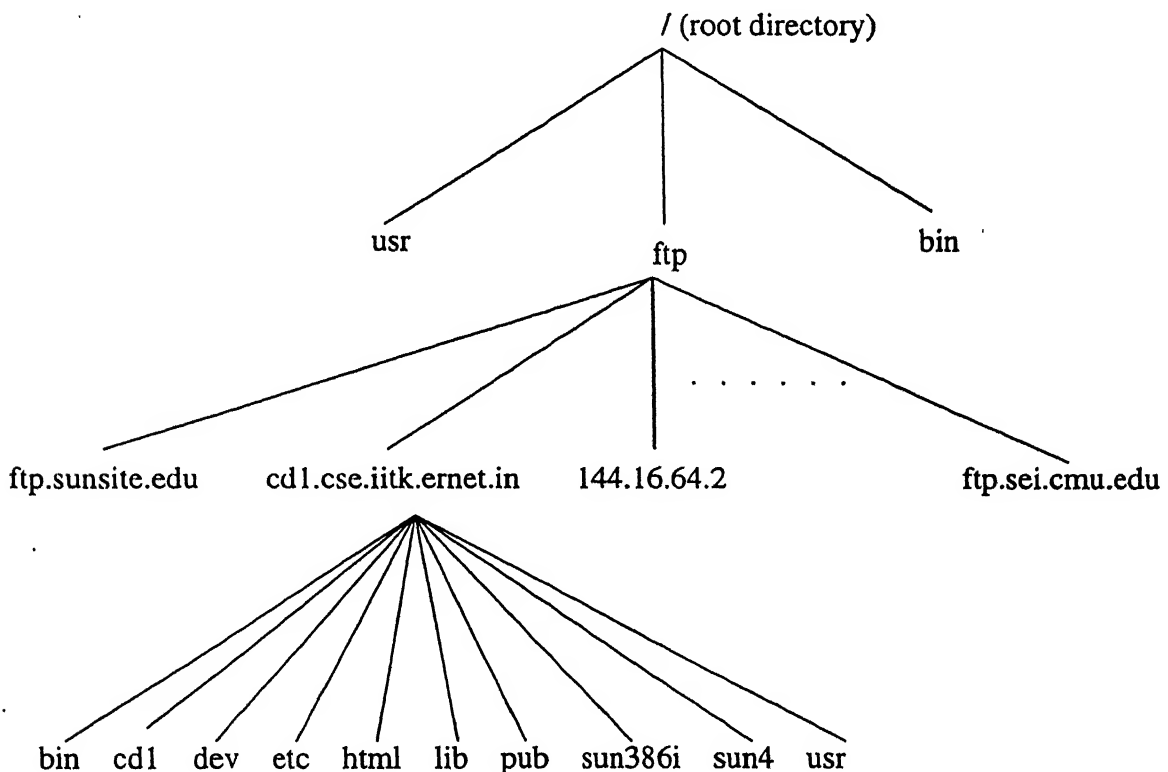 / (root directory)
usr
ftp
bin
. . . . . .
ftp.sunsite.edu cd1.cse.iitk.ernet.in 144.16.64.2 ftp.sei.cmu.edu
bin cd1 dev etc html lib pub sun386i sun4 usr